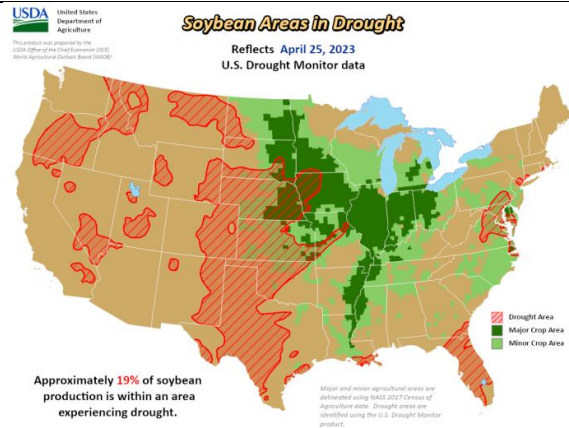 USDA
United States
Department of
Agriculture
This product was prepared by the
USDA Office of the Chief Economist (OCE)
World Agricultural Outlook Board (WAOB)
Soybean Areas in Drought
Reflects April 25, 2023
U.S. Drought Monitor data
Drought Area
Major Crop Area
Minor Crop Area
Approximately 19% of soybean
production is within an area
experiencing drought.
Major and minor agricultural areas are
delineated using NASS 2017 Census of
Agriculture data. Drought areas are
identified using the U.S. Drought Monitor
product.